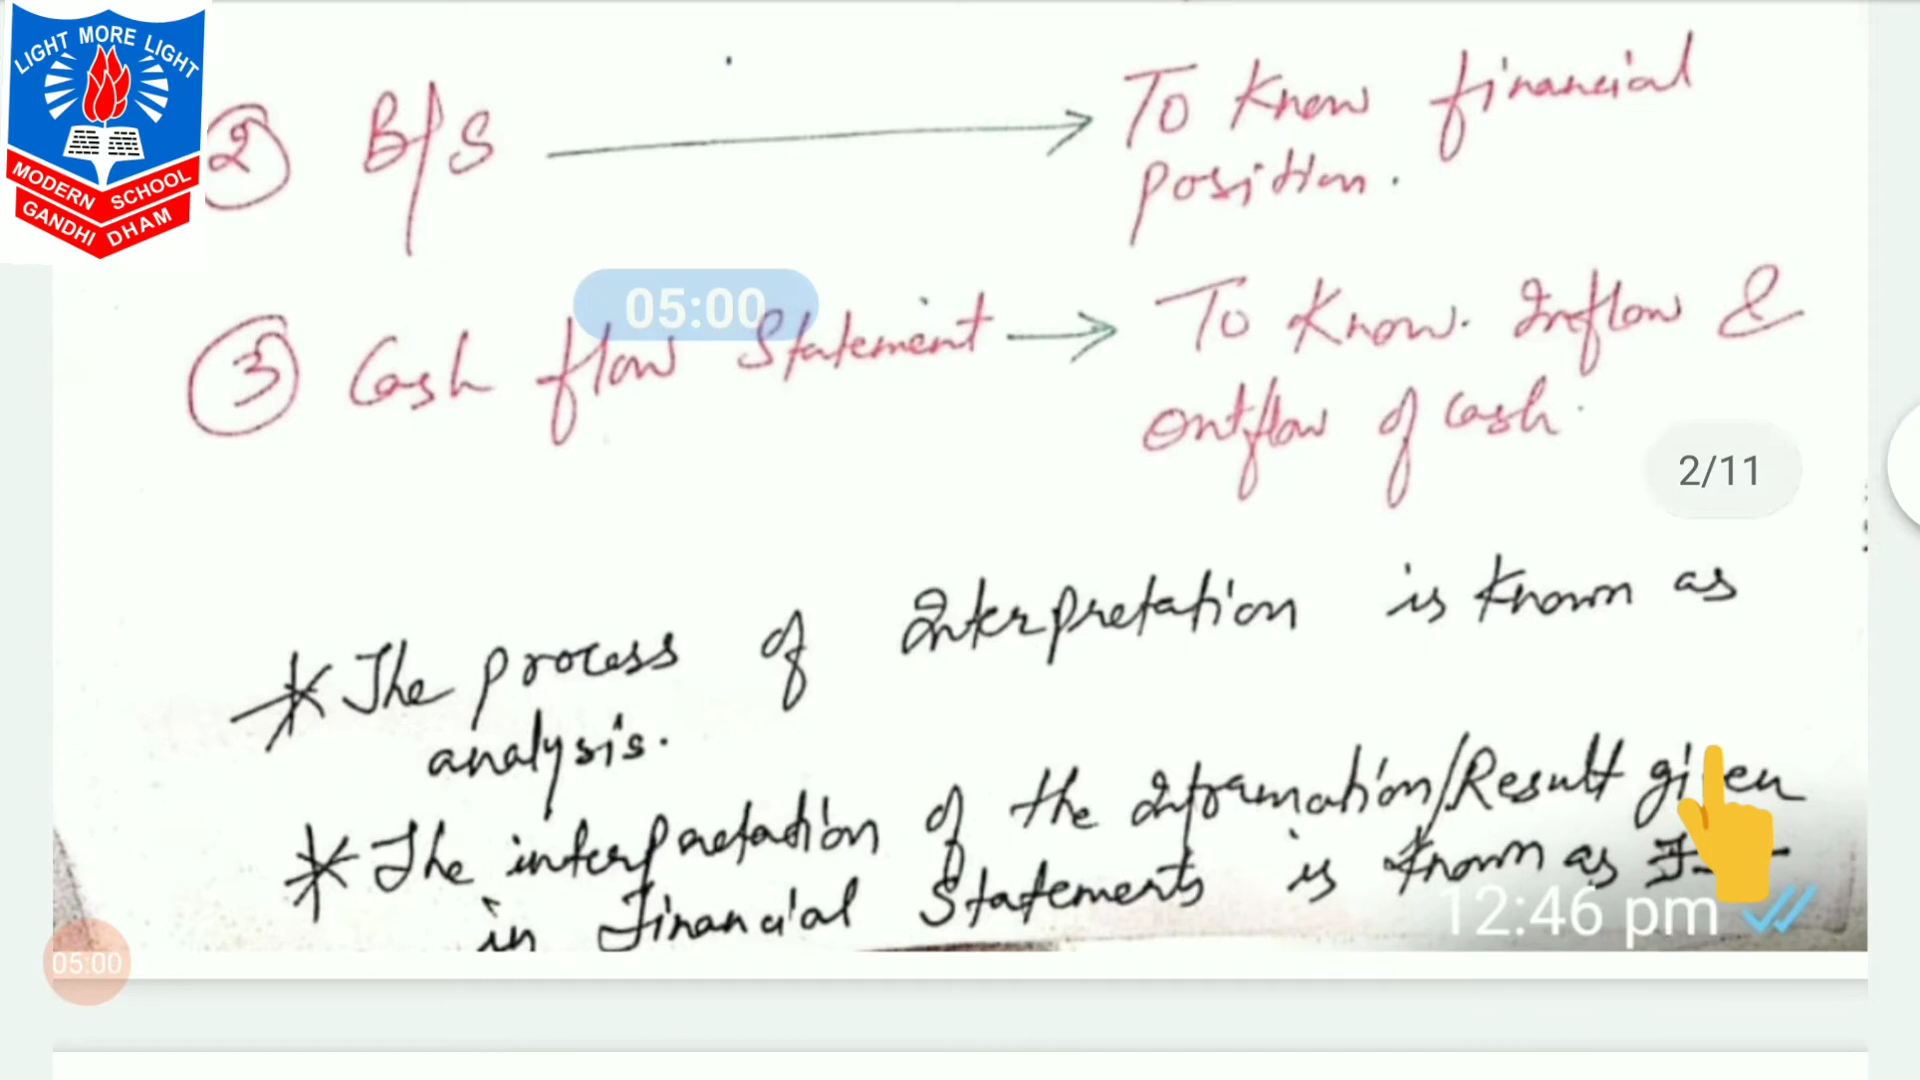 LIGHT MORE LIGHT
MODERN SCHOOL
GANDHI DHAM
2 B/S → To Know financial
position.
05:00
3 Cash flow Statement → To Know Inflow &
outflow of cash.
2/11
* The process of Interpretation is known as
analysis.
* The interpretation of the Information/Result given
in Financial Statements is known as
12:46 pm
05:00